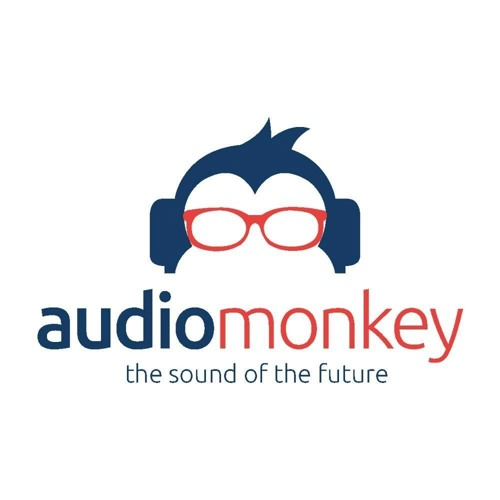 audiomonkey
the sound of the future